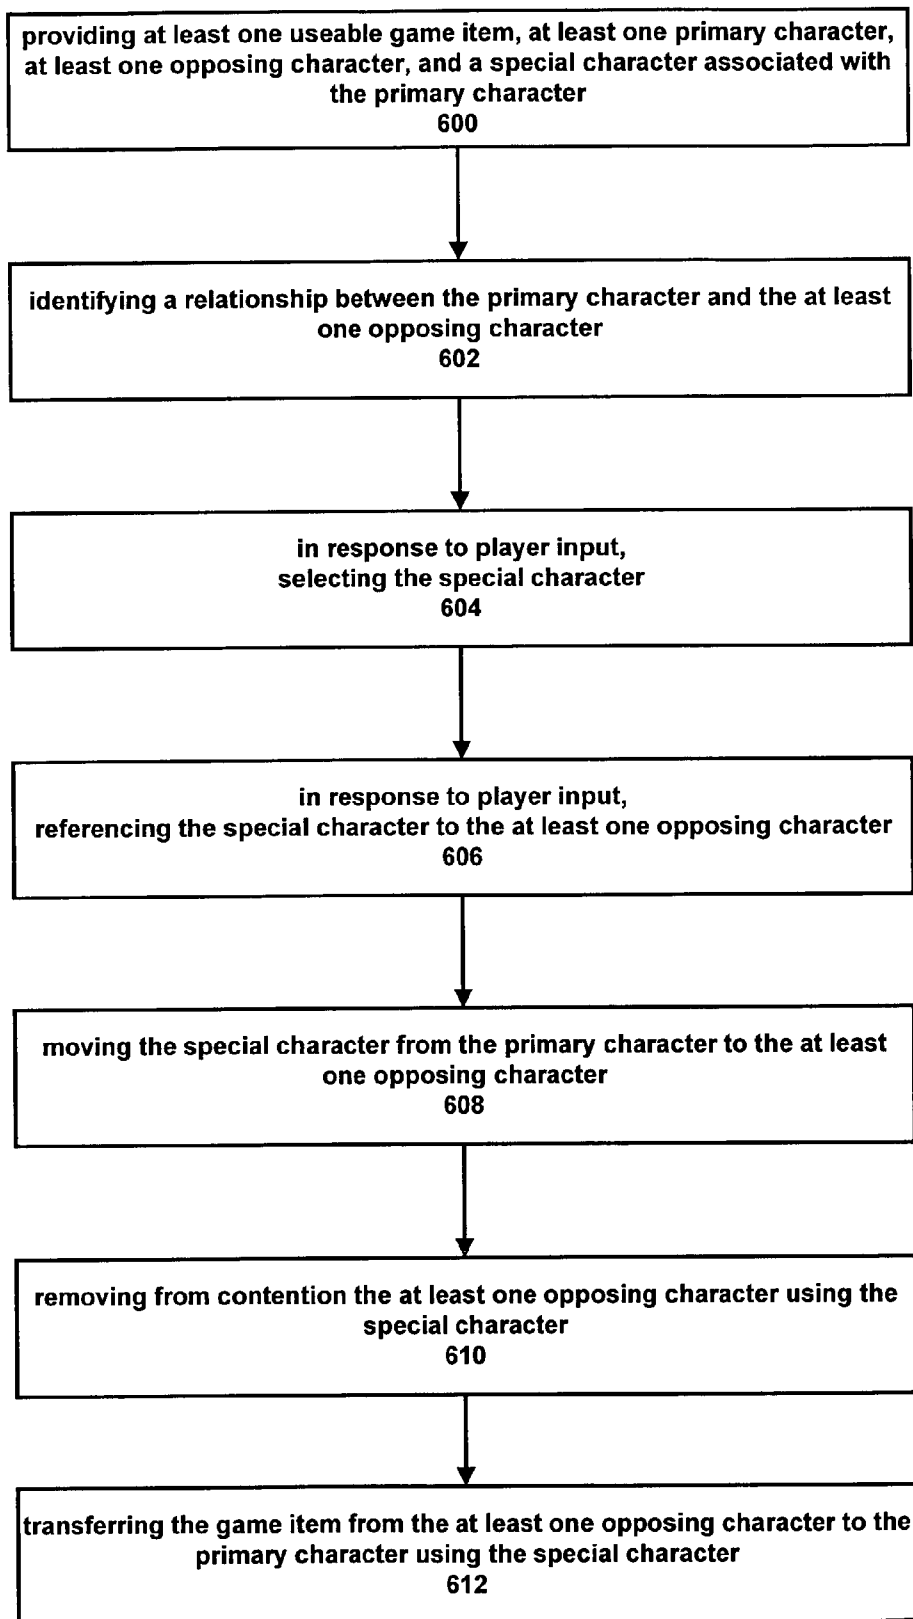 providing at least one useable game item, at least one primary character,
at least one opposing character, and a special character associated with
the primary character
600
identifying a relationship between the primary character and the at least
one opposing character
602
in response to player input,
selecting the special character
604
in response to player input,
referencing the special character to the at least one opposing character
606
moving the special character from the primary character to the at least
one opposing character
608
removing from contention the at least one opposing character using the
special character
610
transferring the game item from the at least one opposing character to the
primary character using the special character
612